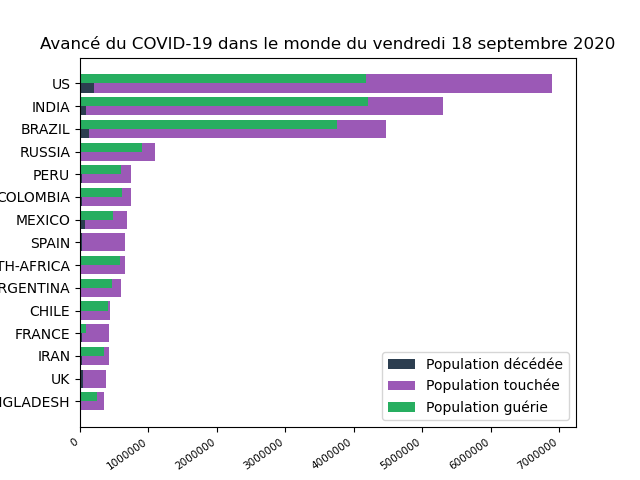 Avancé du COVID-19 dans le monde du vendredi 18 septembre 2020
US
INDIA
BRAZIL
RUSSIA
PERU
COLOMBIA
MEXICO
SPAIN
TH-AFRICA
RGENTINA
CHILE
FRANCE
IRAN
UK
NGLADESH
Population décédée
Population touchée
Population guérie
0
1000000
2000000
3000000
4000000
5000000
6000000
7000000